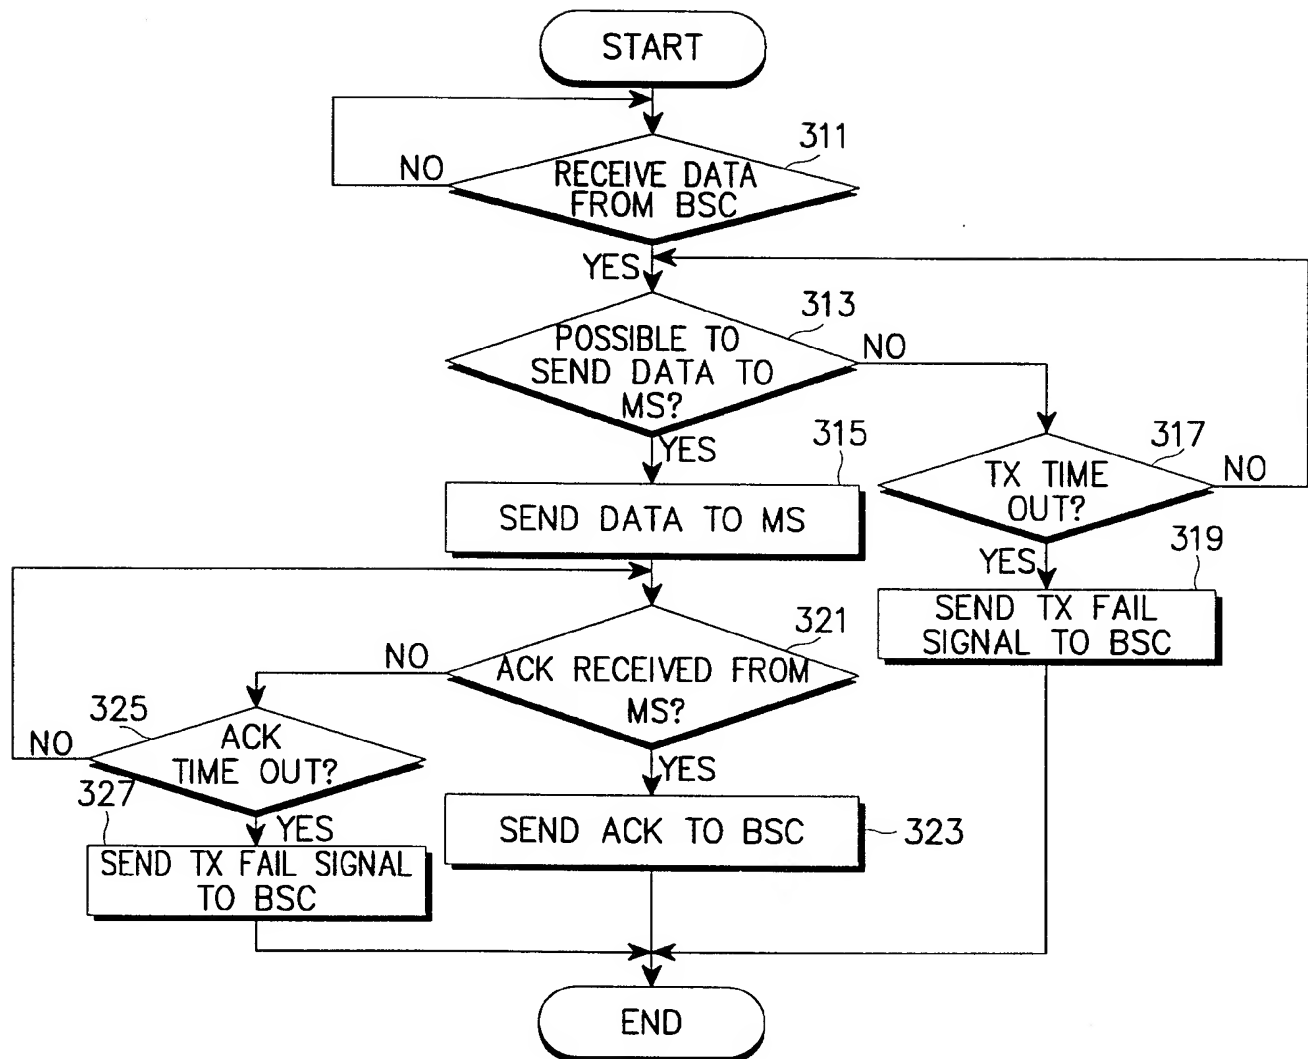 START
311
NO
RECEIVE DATA
FROM BSC
YES
313
POSSIBLE TO
SEND DATA TO
MS?
NO
YES
315
317
TX TIME
OUT?
NO
SEND DATA TO MS
YES
319
SEND TX FAIL
SIGNAL TO BSC
321
NO
ACK RECEIVED FROM
MS?
325
ACK
TIME OUT?
NO
YES
327
YES
SEND ACK TO BSC
323
SEND TX FAIL SIGNAL
TO BSC
END